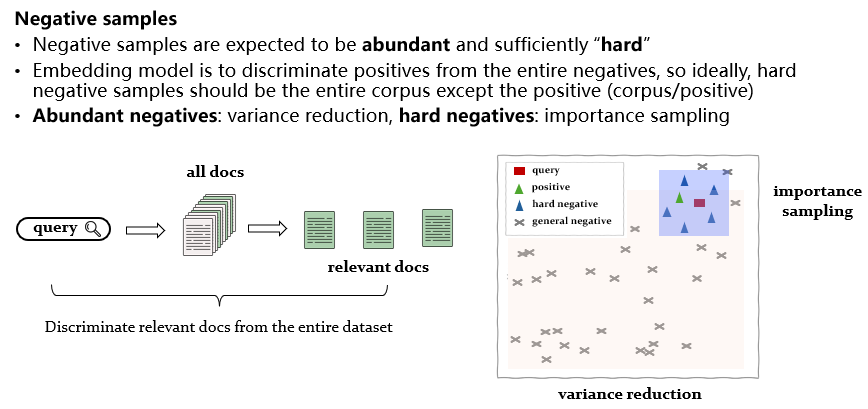 Negative samples
• Negative samples are expected to be abundant and sufficiently “hard”
• Embedding model is to discriminate positives from the entire negatives, so ideally, hard
negative samples should be the entire corpus except the positive (corpus/positive)
• Abundant negatives: variance reduction, hard negatives: importance sampling
all docs
query
relevant docs
Discriminate relevant docs from the entire dataset
query
positive
hard negative
general negative
importance
sampling
variance reduction